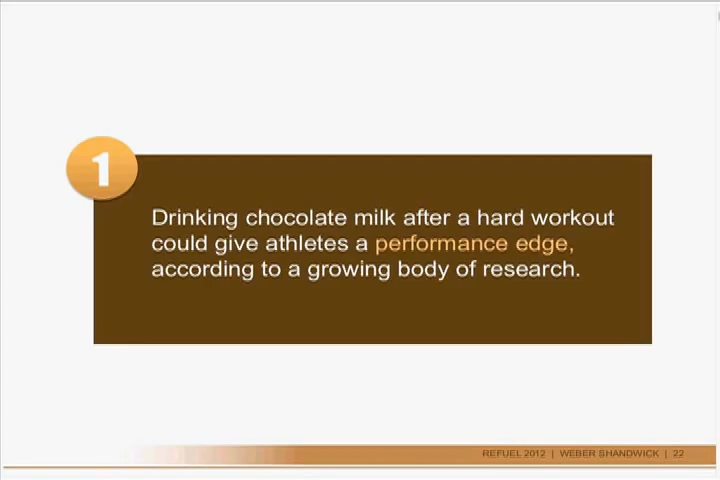 1
Drinking chocolate milk after a hard workout
could give athletes a performance edge,
according to a growing body of research.
REFUEL 2012 | WEBER SHANDWICK | 22